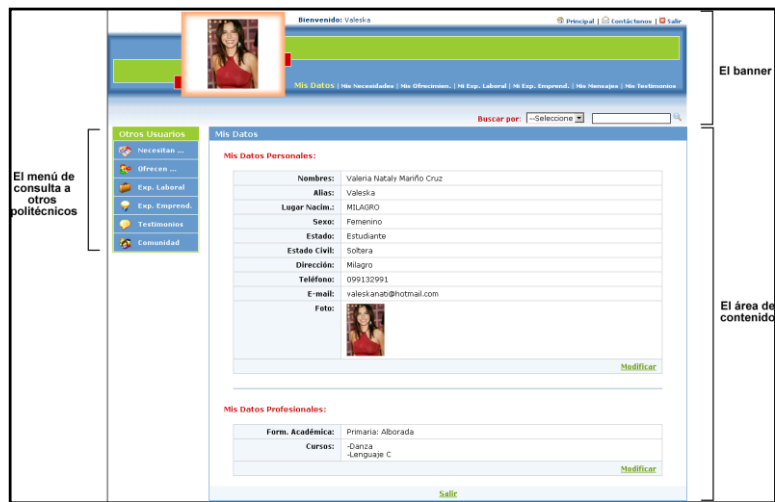 Bienvenido: Valeska
Principal | Contáctenos | Salir
El banner
Mis Datos | Mis Necesidades | Mis Ofrecimien. | Mi Exp. Laboral | Mi Exp. Emprend. | Mis Mensajes | Mis Testimonios
Buscar por: --Seleccione
Otros Usuarios
Necesitan ...
Ofrecen ...
Exp. Laboral
Exp. Emprend.
Testimonios
Comunidad
El menú de
consulta a
otros
politécnicos
Mis Datos
Mis Datos Personales:
Nombres: Valeria Nataly Mariño Cruz
Alias: Valeska
Lugar Nacim.: MILAGRO
Sexo: Femenino
Estado: Estudiante
Estado Civil: Soltera
Dirección: Milagro
Teléfono: 099132991
E-mail: valeskanati@hotmail.com
Foto:
Modificar
El área de
contenido
Mis Datos Profesionales:
Form. Académica: Primaria: Alborada
Cursos: -Danza
-Lenguaje C
Modificar
Salir